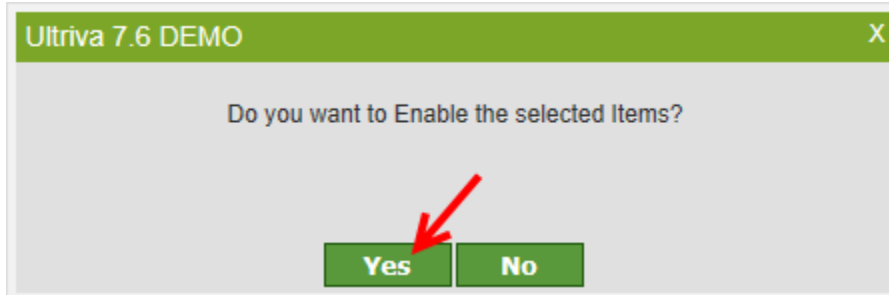 Ultriva 7.6 DEMO X
Do you want to Enable the selected Items?
Yes No